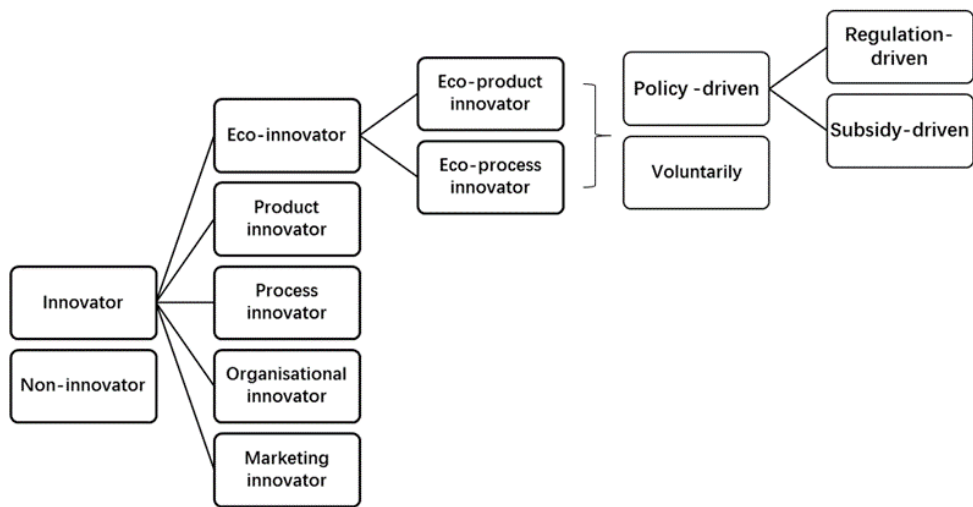 Innovator
Non-innovator
Eco-innovator
Product
innovator
Process
innovator
Organisational
innovator
Marketing
innovator
Eco-product
innovator
Eco-process
innovator
Policy -driven
Voluntarily
Regulation-
driven
Subsidy-driven